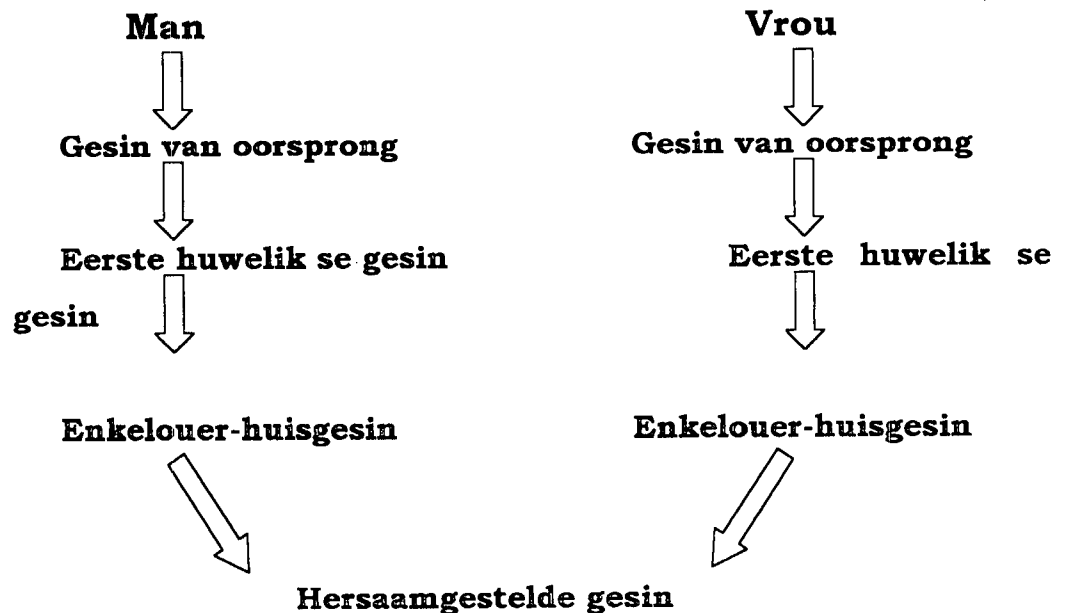 Man Vrou
Gesin van oorsprong Gesin van oorsprong
Eerste huwelik se gesin Eerste huwelik se
gesin
Enkelouer-huisgesin Enkelouer-huisgesin
Hersaamgestelde gesin